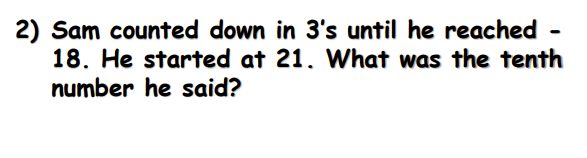 2) Sam counted down in 3's until he reached -
18. He started at 21. What was the tenth
number he said?